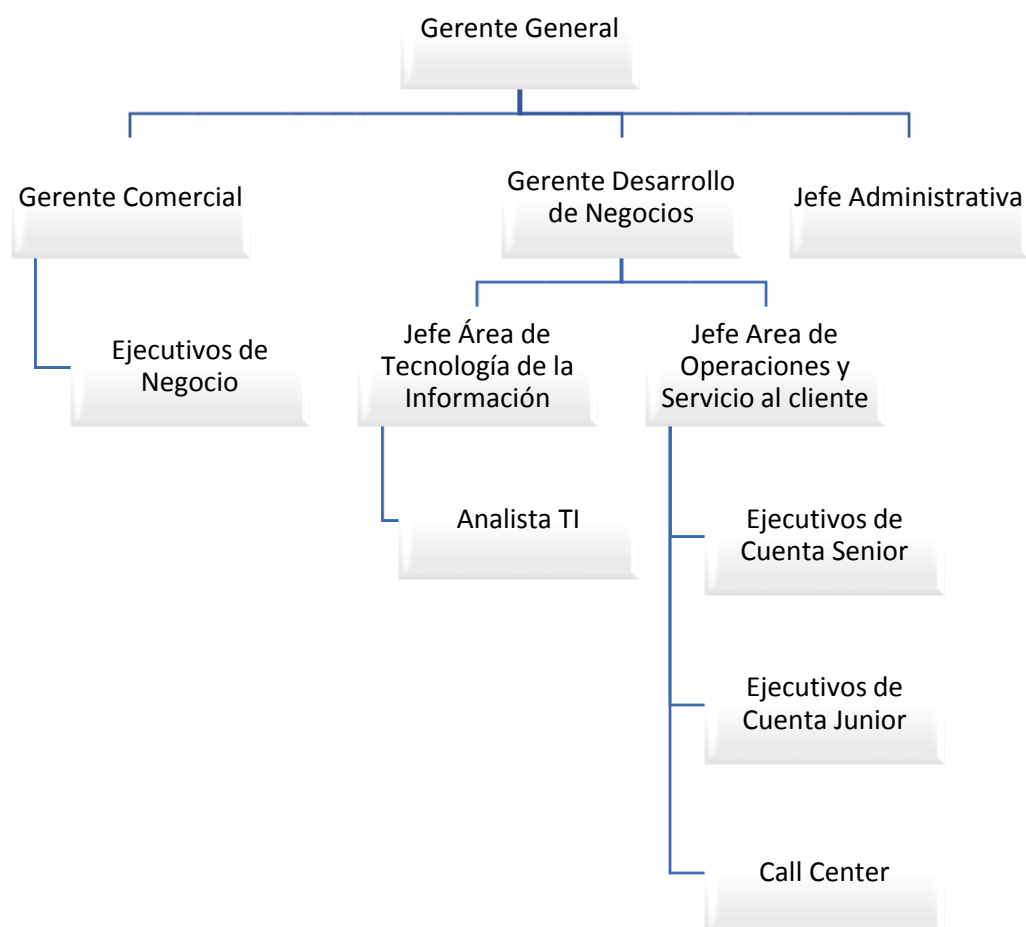 Gerente General
Gerente Comercial
Gerente Desarrollo
de Negocios
Jefe Administrativa
Ejecutivos de
Negocio
Jefe Área de
Tecnología de la
Información
Jefe Area de
Operaciones y
Servicio al cliente
Analista TI
Ejecutivos de
Cuenta Senior
Ejecutivos de
Cuenta Junior
Call Center